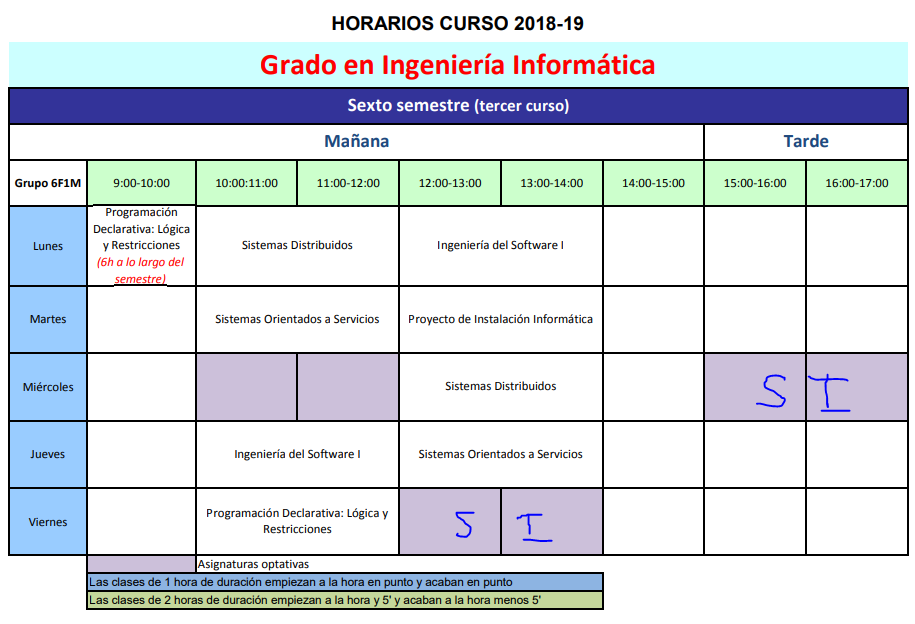 HORARIOS CURSO 2018-19
Grado en Ingeniería Informática
Sexto semestre (tercer curso)
Mañana
Tarde
Grupo 6F1M
9:00-10:00
10:00:11:00
11:00-12:00
12:00-13:00
13:00-14:00
14:00-15:00
15:00-16:00
16:00-17:00
Lunes
Programación
Declarativa: Lógica
y Restricciones
(6h a lo largo del
semestre)
Sistemas Distribuidos
Ingeniería del Software I
Martes
Sistemas Orientados a Servicios
Proyecto de Instalación Informática
Miércoles
Sistemas Distribuidos
S I
Jueves
Ingeniería del Software I
Sistemas Orientados a Servicios
Viernes
Programación Declarativa: Lógica y
Restricciones
S I
Asignaturas optativas
Las clases de 1 hora de duración empiezan a la hora en punto y acaban en punto
Las clases de 2 horas de duración empiezan a la hora y 5' y acaban a la hora menos 5'